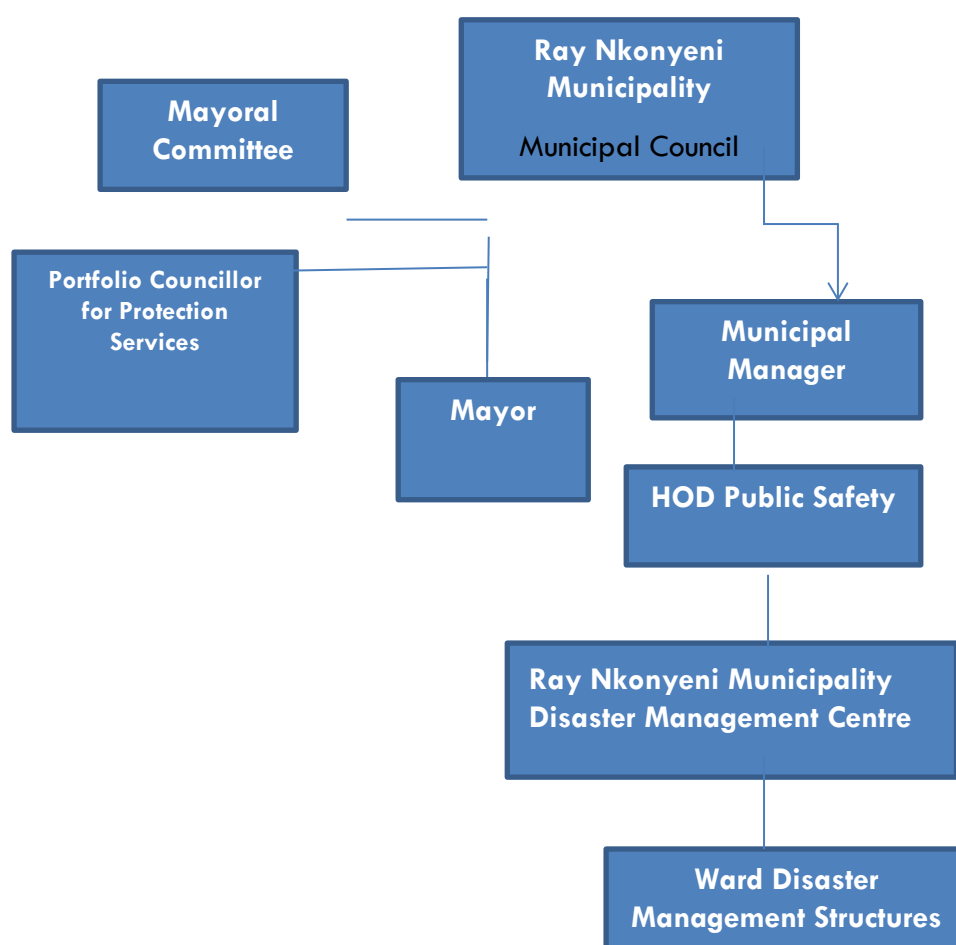 Ray Nkonyeni
Municipality
Municipal Council
Mayoral
Committee
Portfolio Councillor
for Protection
Services
Municipal
Manager
Mayor
HOD Public Safety
Ray Nkonyeni Municipality
Disaster Management Centre
Ward Disaster
Management Structures